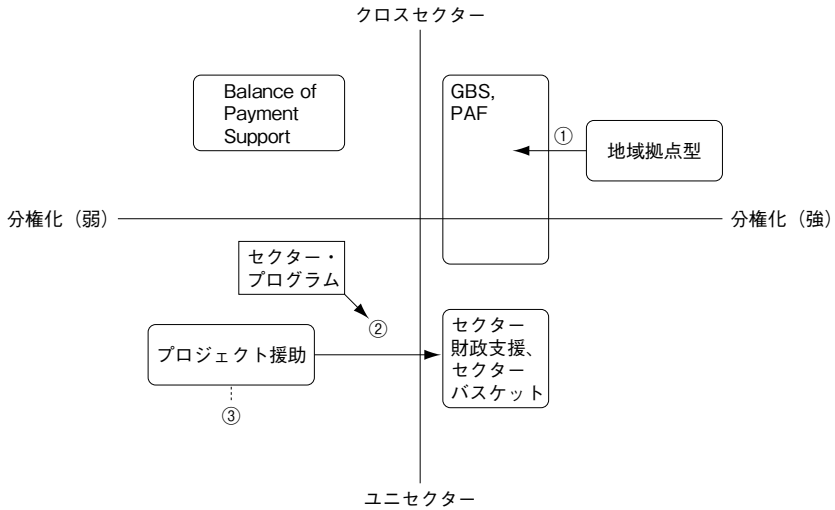 クロスセクター
Balance of
Payment
Support
GBS,
PAF
①
地域拠点型
分権化（弱）
分権化（強）
セクター・
プログラム
②
プロジェクト援助
セクター
財政支援、
セクター
バスケット
③
ユニセクター